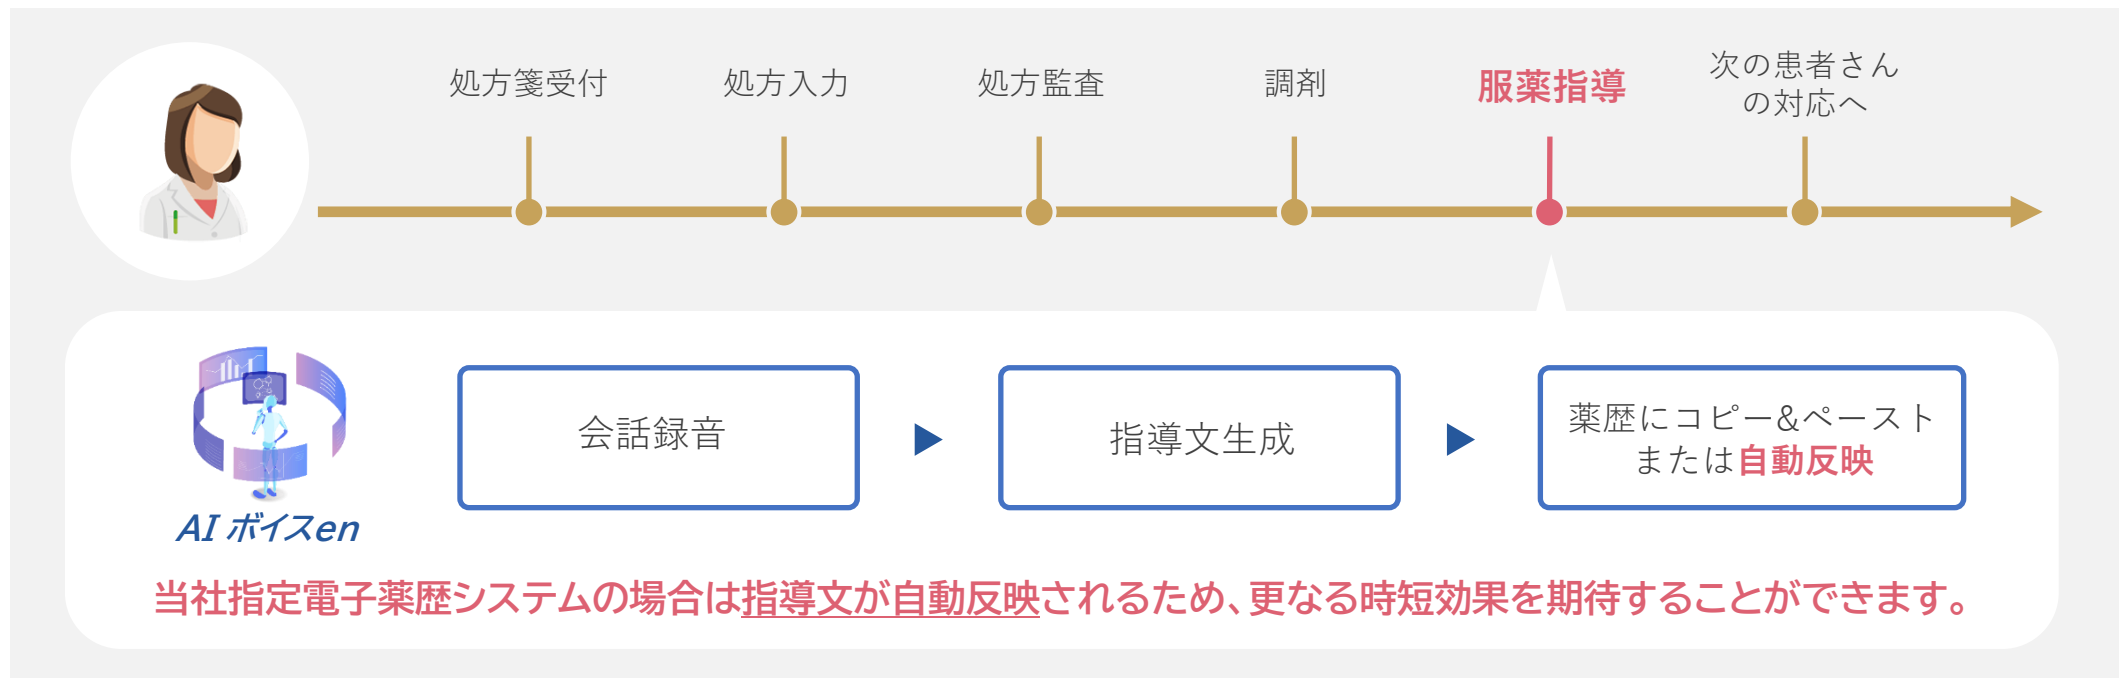 処方箋受付
処方入力
処方監査
調剤
服薬指導
次の患者さん
の対応へ
会話録音
指導文生成
薬歴にコピー&ペースト
または自動反映
AI ボイスen
当社指定電子薬歴システムの場合は指導文が自動反映されるため、更なる時短効果を期待することができます。